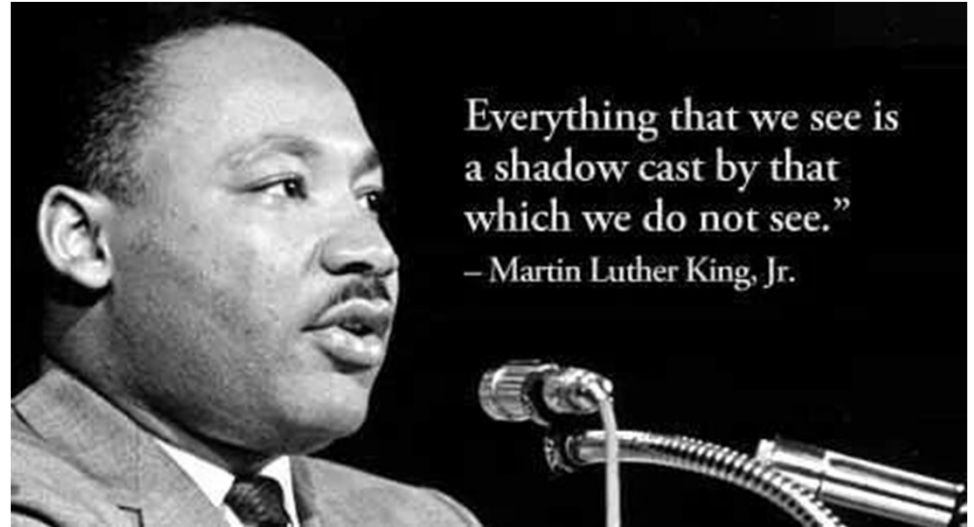 Everything that we see is
a shadow cast by that
which we do not see.”
– Martin Luther King, Jr.